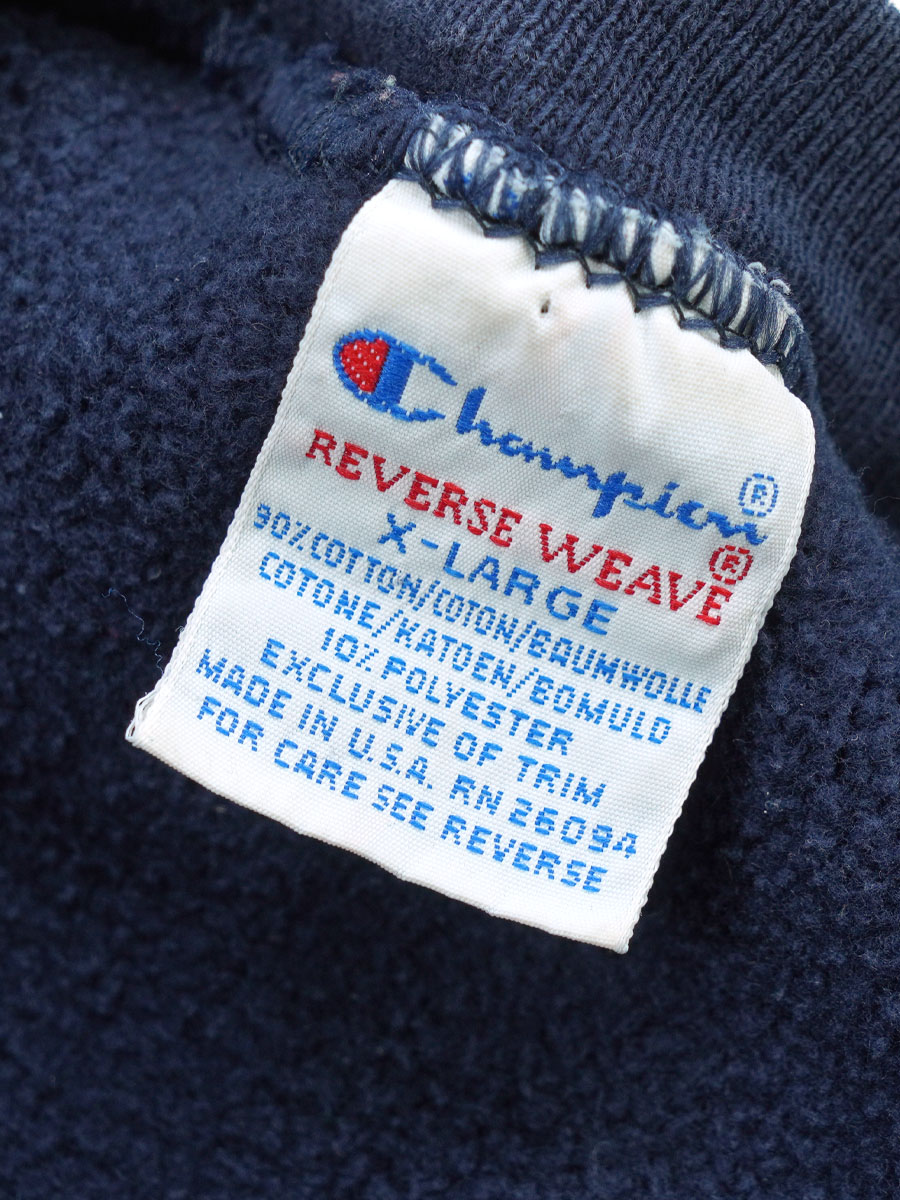 Champion®
REVERSE WEAVE®
X-LARGE
90% COTTON/COTON/BAUMWOLLE
COTONE/KATOEN/BOMULD
10% POLYESTER
EXCLUSIVE OF TRIM
MADE IN U.S.A. RN 26094
FOR CARE SEE REVERSE